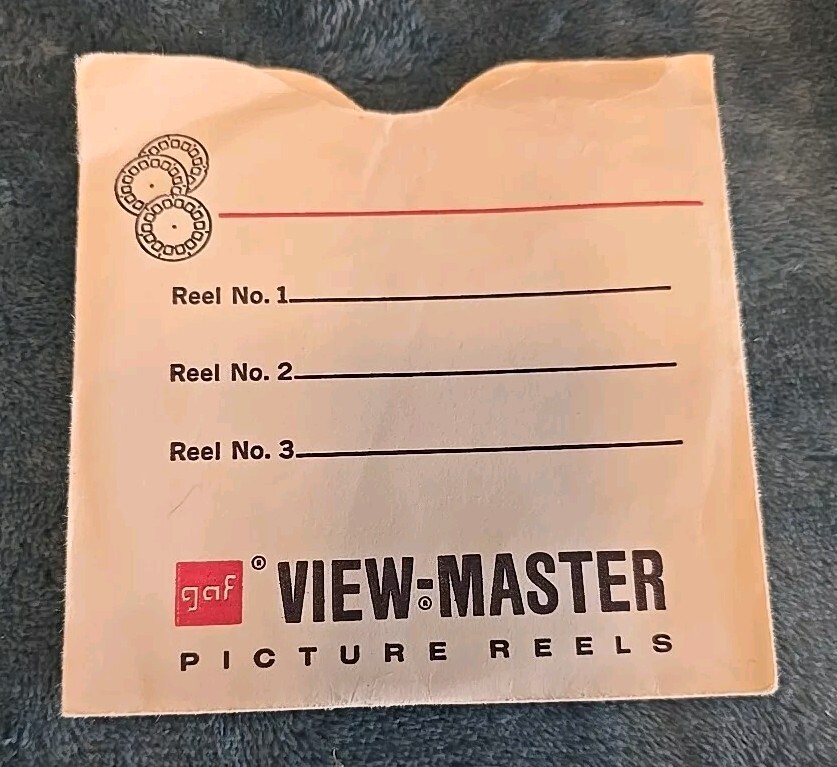 Reel No. 1
Reel No. 2
Reel No. 3
gaf® VIEW-MASTER®
PICTURE REELS